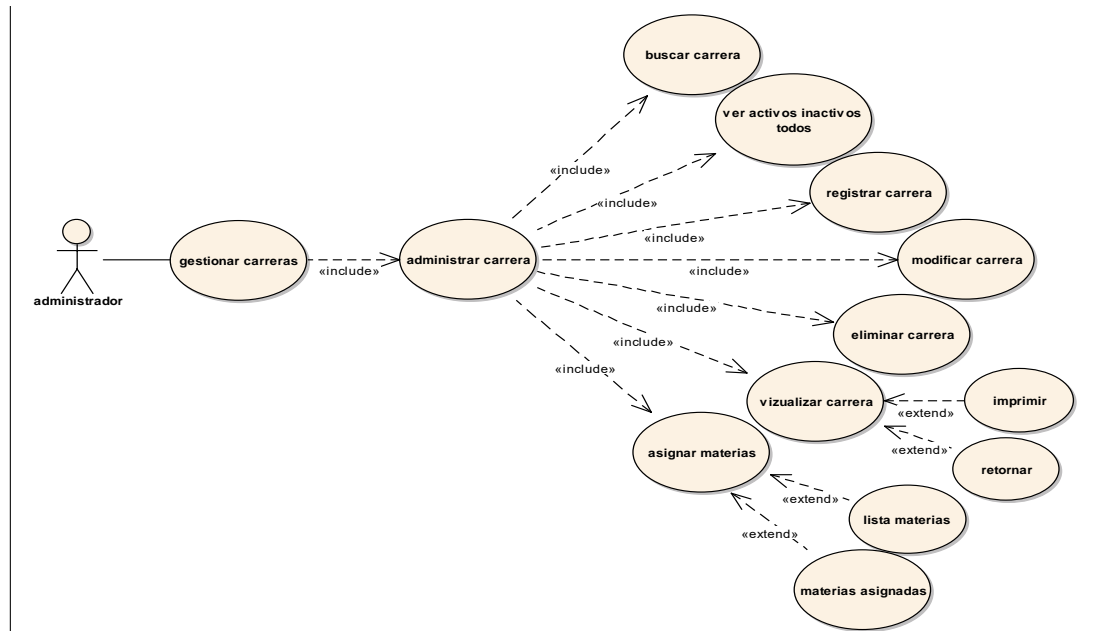 buscar carrera
ver activos inactivos
todos
«include»
«include»
registrar carrera
«include»
gestionar carreras
«include»
administrar carrera
«include»
modificar carrera
administrador
«include»
eliminar carrera
«include»
«include»
vizualizar carrera
«extend»
imprimir
«extend»
retornar
asignar materias
«extend»
lista materias
«extend»
materias asignadas